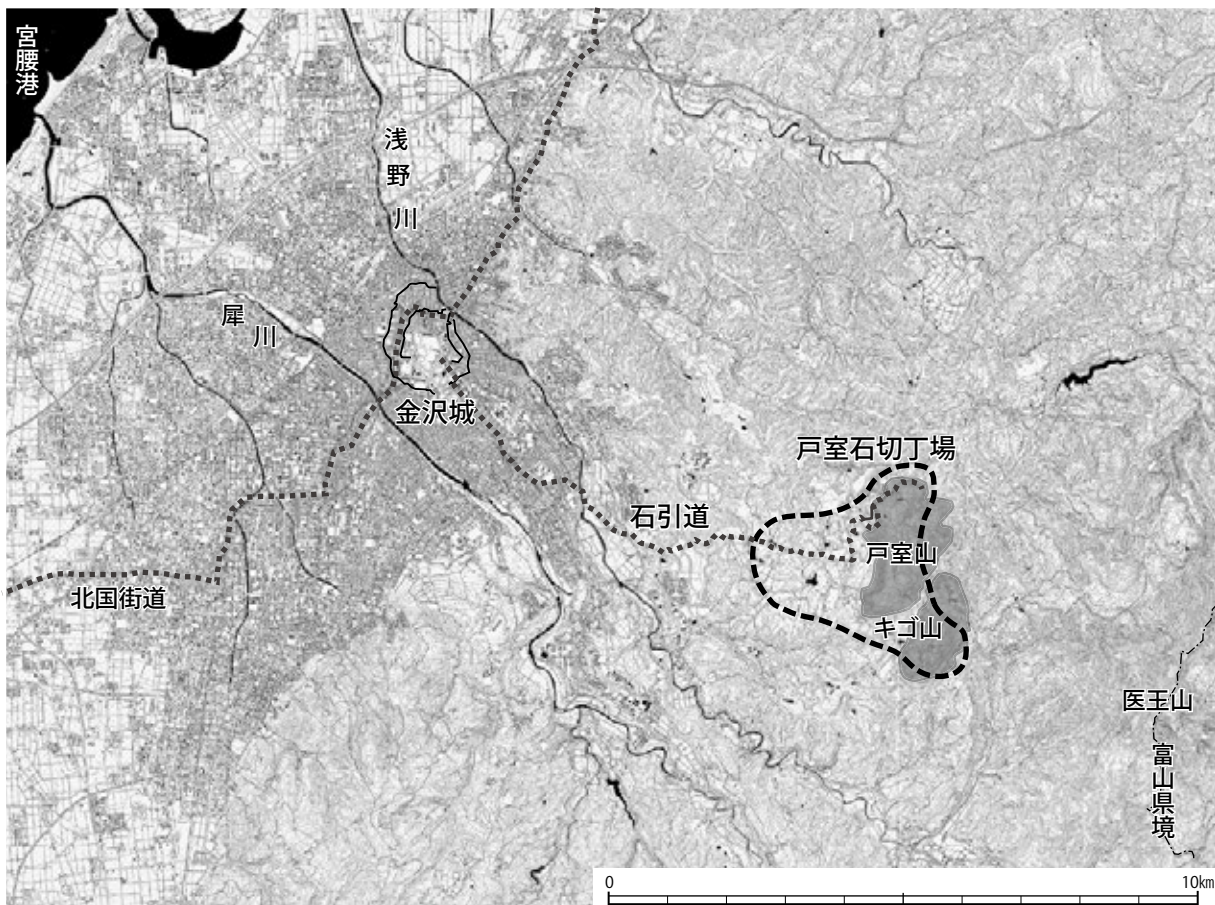 宮腰港
浅野川
犀川
金沢城
戸室石切丁場
石引道
戸室山
北国街道
キゴ山
医王山
富山県境
0
10km